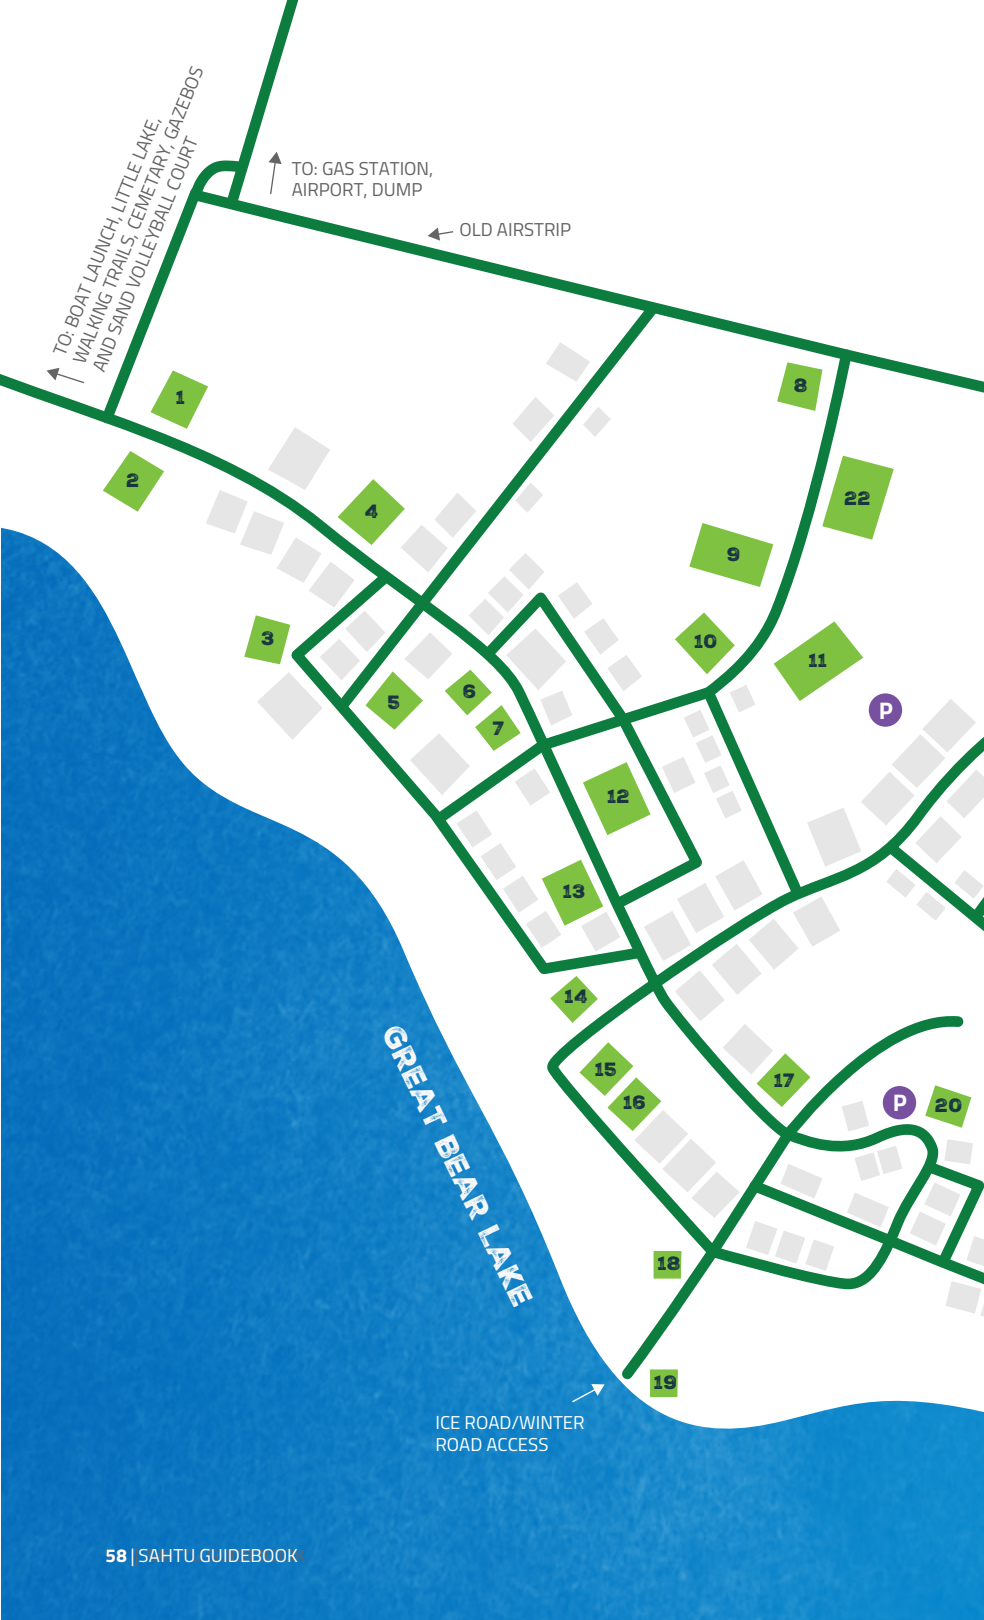 TO: BOAT LAUNCH, LITTLE LAKE,
WALKING TRAILS, CEMETARY, GAZEBOS
AND SAND VOLLEYBALL COURT
TO: GAS STATION,
AIRPORT, DUMP
OLD AIRSTRIP
1
2
3
4
5
6
7
8
22
9
10
11
P
12
13
14
15
16
17
P
20
18
19
GREAT BEAR LAKE
ICE ROAD/WINTER
ROAD ACCESS
58 | SAHTU GUIDEBOOK